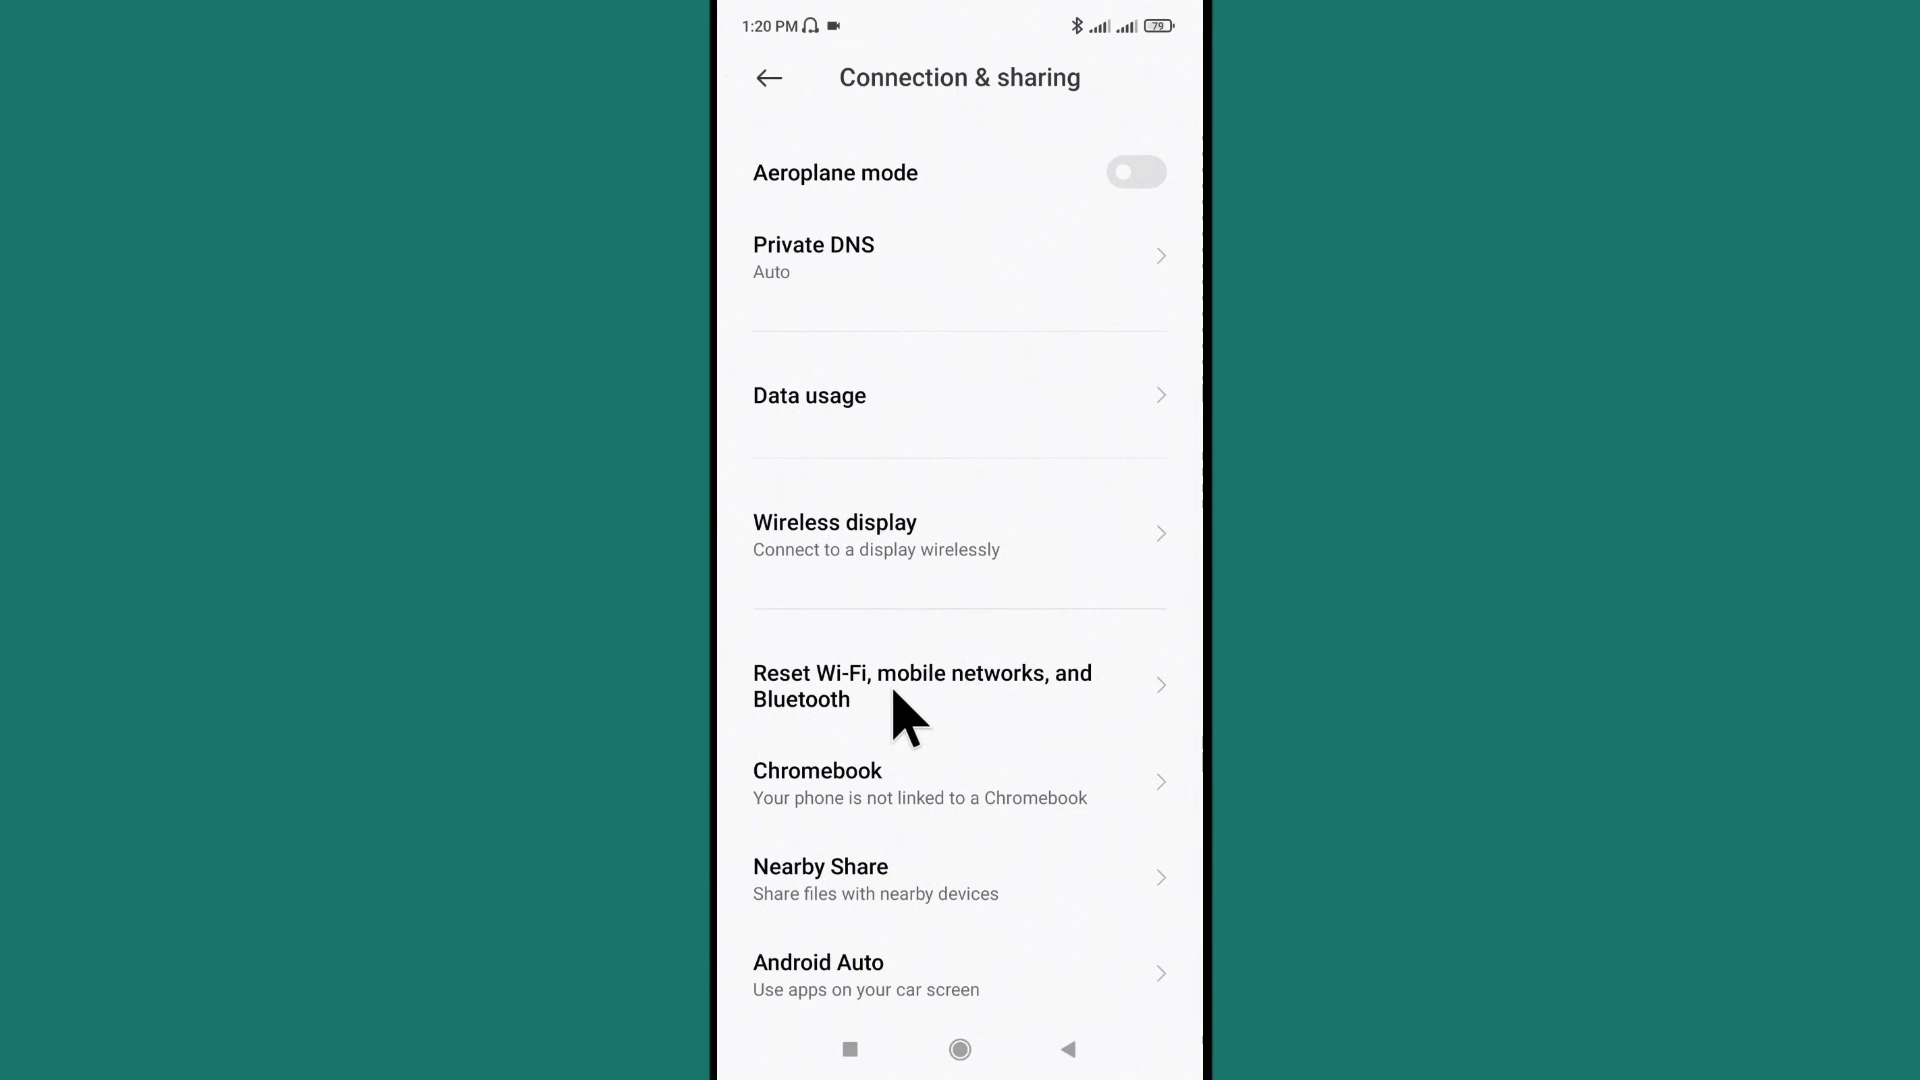 1:20 PM
79
Connection & sharing
Aeroplane mode
Private DNS
Auto
Data usage
Wireless display
Connect to a display wirelessly
Reset Wi-Fi, mobile networks, and
Bluetooth
Chromebook
Your phone is not linked to a Chromebook
Nearby Share
Share files with nearby devices
Android Auto
Use apps on your car screen